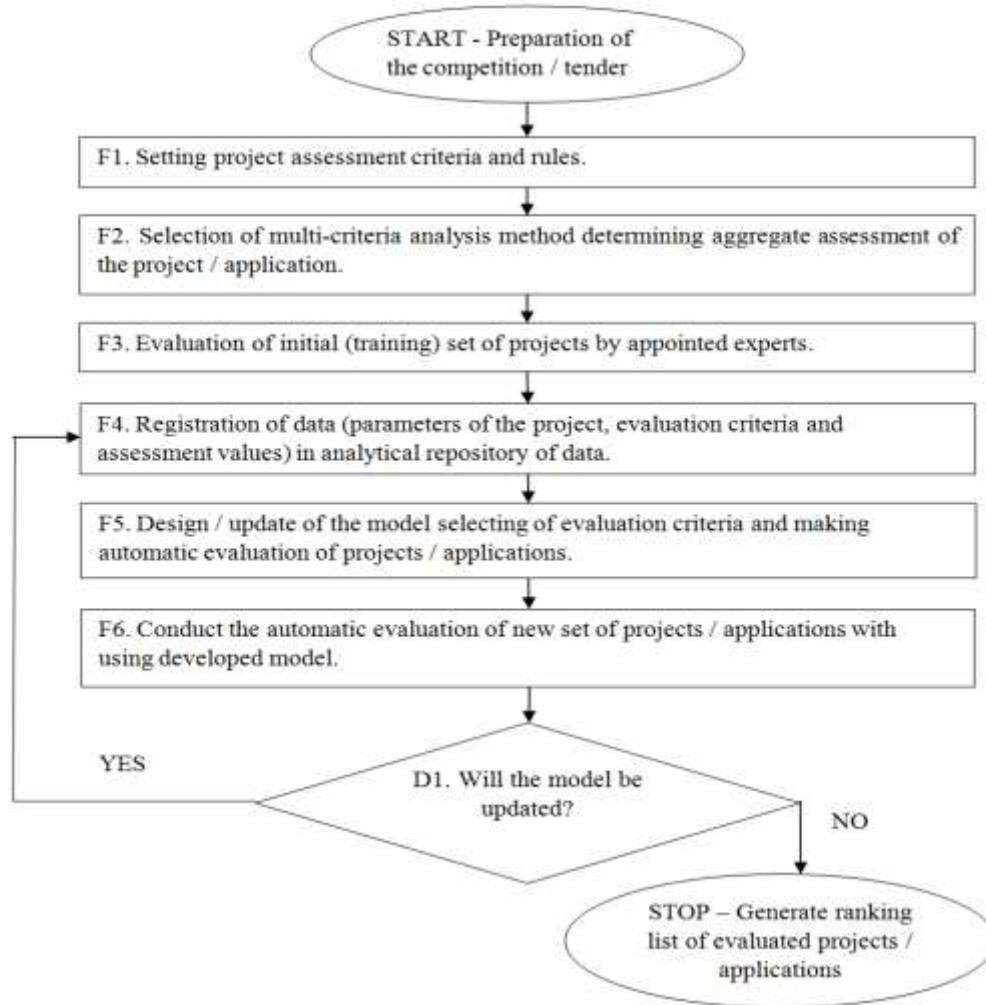 START - Preparation of
the competition / tender
F1. Setting project assessment criteria and rules.
F2. Selection of multi-criteria analysis method determining aggregate assessment of
the project / application.
F3. Evaluation of initial (training) set of projects by appointed experts.
F4. Registration of data (parameters of the project, evaluation criteria and
assessment values) in analytical repository of data.
F5. Design / update of the model selecting of evaluation criteria and making
automatic evaluation of projects / applications.
F6. Conduct the automatic evaluation of new set of projects / applications with
using developed model.
YES
D1. Will the model be
updated?
NO
STOP – Generate ranking
list of evaluated projects /
applications